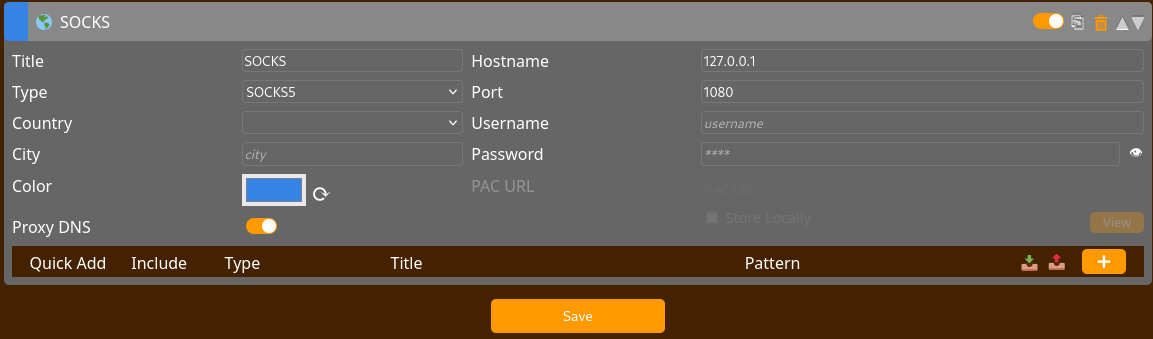 SOCKS
Title SOCKS Hostname 127.0.0.1
Type SOCKS5 Port 1080
Country Username username
City city Password ****
Color PAC URL PAC URL
Store Locally View
Proxy DNS
Quick Add Include Type Title Pattern
Save